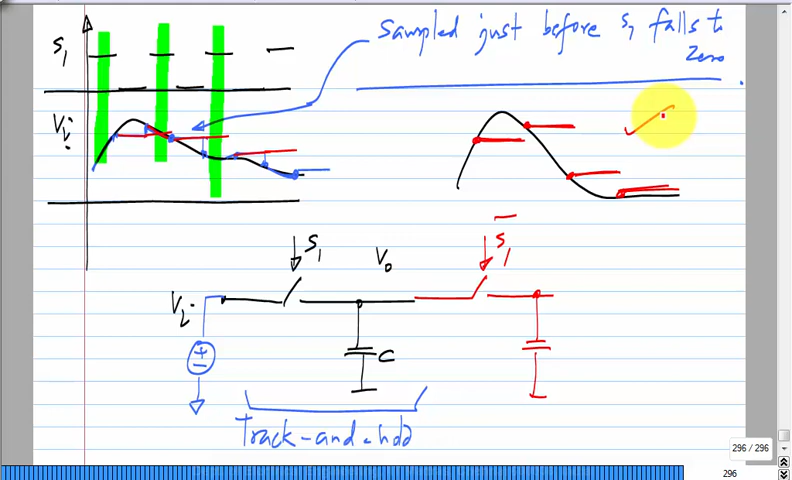 Sampled just before S1 falls to
zero
S1
Vi
S1
S1
V0
Vi
+
-
C
Track-and-hold
296 / 296
296